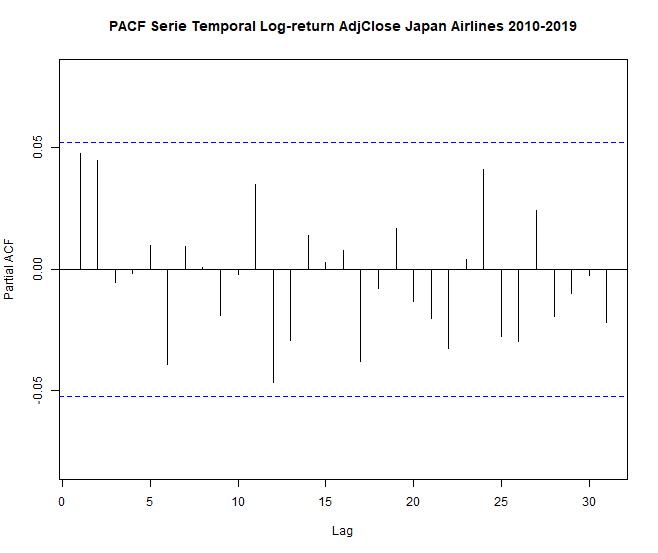 PACF Serie Temporal Log-return AdjClose Japan Airlines 2010-2019
0.05
0.00
-0.05
Partial ACF
0 5 10 15 20 25 30
Lag